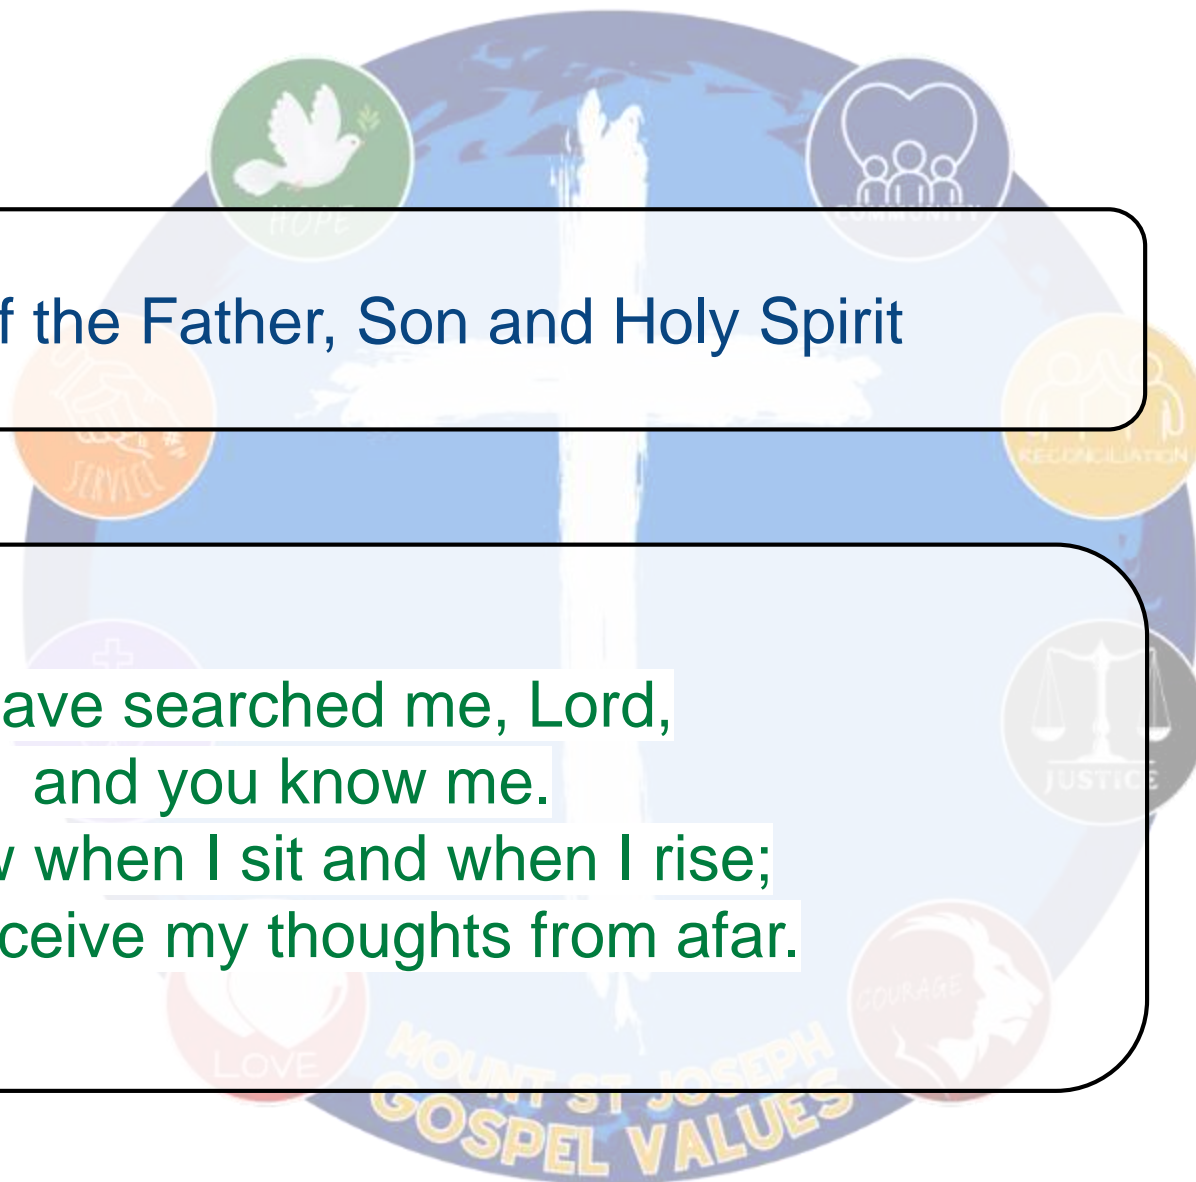 HOPE
COMMUNITY
f the Father, Son and Holy Spirit
SERVICE
RECONCILIATION
ave searched me, Lord,
and you know me.
w when I sit and when I rise;
ceive my thoughts from afar.
JUSTICE
COURAGE
LOVE
MOUNT ST JOSEPH
GOSPEL VALUES